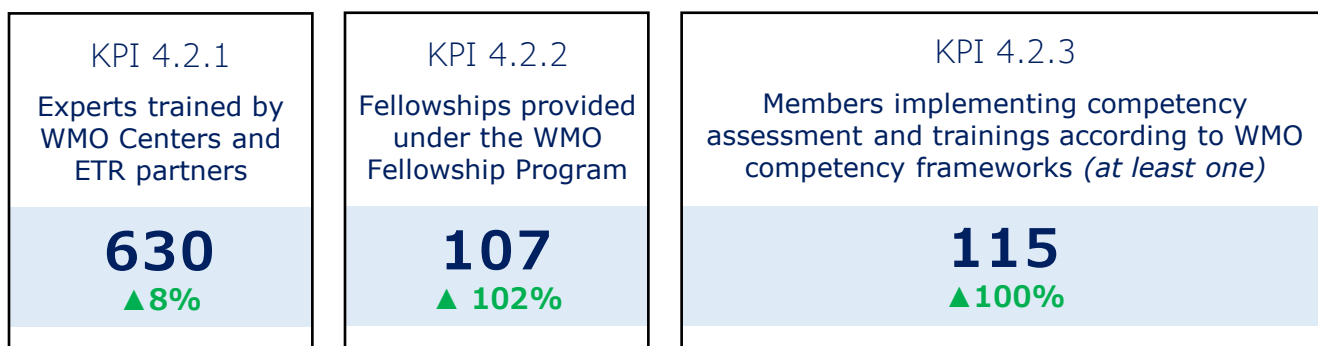 KPI 4.2.1
Experts trained by
WMO Centers and
ETR partners
630
▲8%
KPI 4.2.2
Fellowships provided
under the WMO
Fellowship Program
107
▲ 102%
KPI 4.2.3
Members implementing competency
assessment and trainings according to WMO
competency frameworks (at least one)
115
▲100%